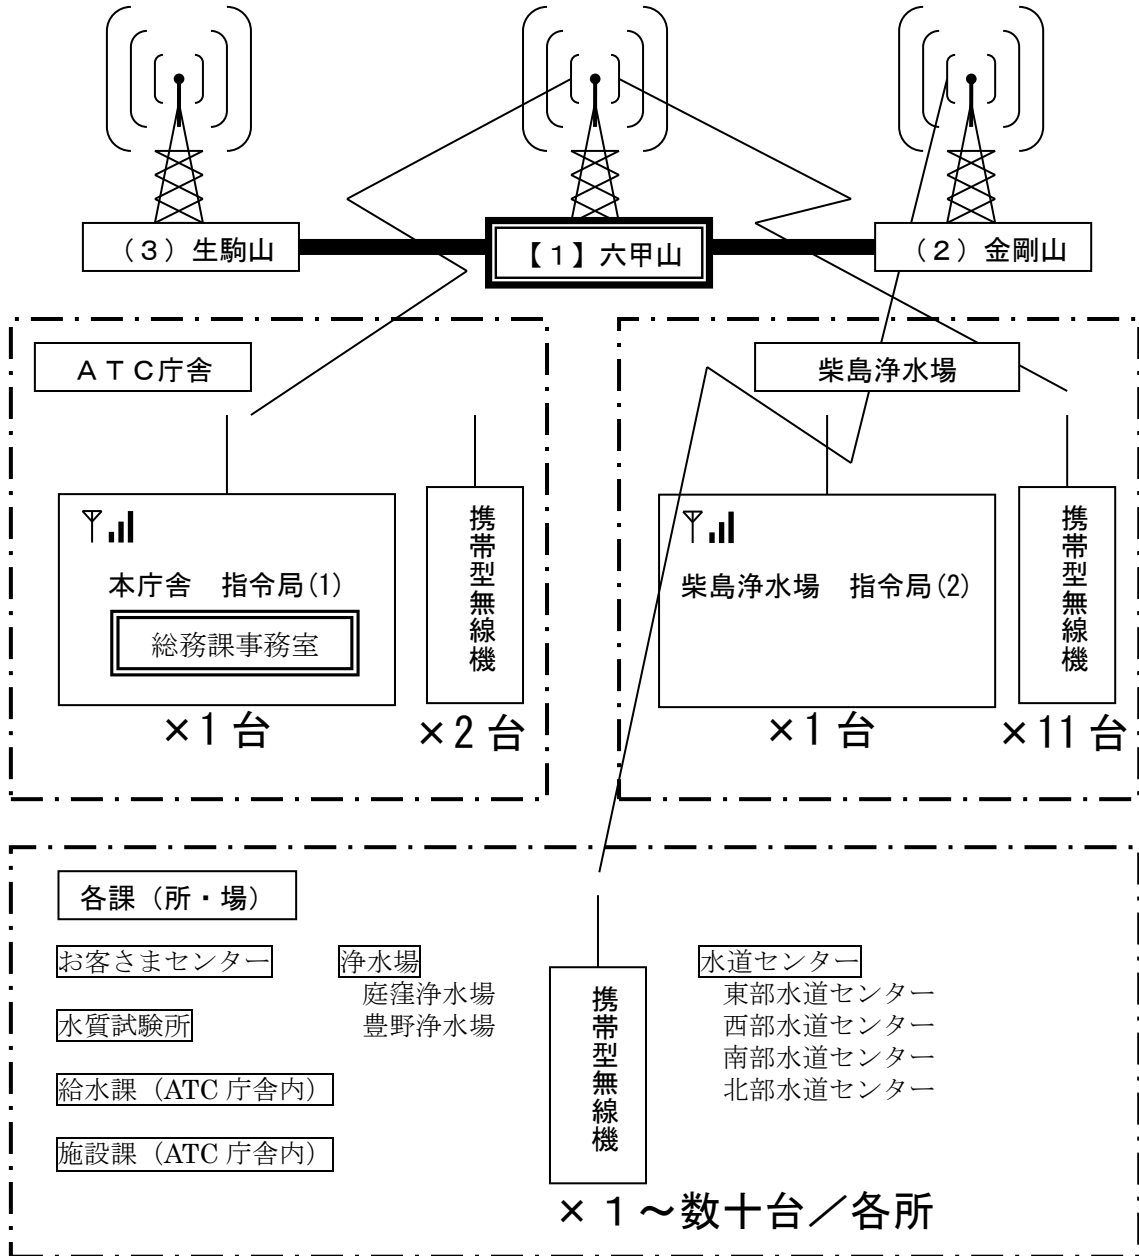 （３）生駒山
【１】六甲山
（２）金剛山
ＡＴＣ庁舎
柴島浄水場
本庁舎　指令局(1)
総務課事務室
×1 台
携帯型無線機
×2 台
柴島浄水場　指令局(2)
×1 台
携帯型無線機
×11 台
各課（所・場）
お客さまセンター
水質試験所
給水課（ATC 庁舎内）
施設課（ATC 庁舎内）
浄水場
庭窪浄水場
豊野浄水場
携帯型無線機
× １～数十台／各所
水道センター
東部水道センター
西部水道センター
南部水道センター
北部水道センター